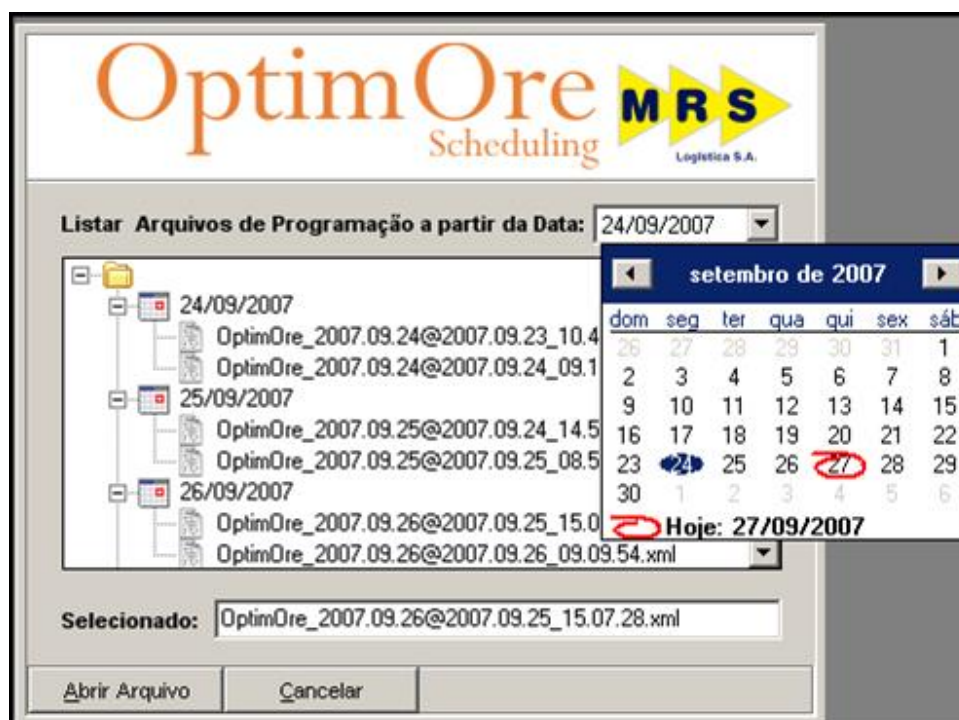 OptimOre
Scheduling
MRS
Logística S.A.
Listar Arquivos de Programação a partir da Data: 24/09/2007
24/09/2007
OptimOre_2007.09.24@2007.09.23_10.4
OptimOre_2007.09.24@2007.09.24_09.1
25/09/2007
OptimOre_2007.09.25@2007.09.24_14.5
OptimOre_2007.09.25@2007.09.25_08.5
26/09/2007
OptimOre_2007.09.26@2007.09.25_15.0
OptimOre_2007.09.26@2007.09.26_09.09.54.xml
setembro de 2007
dom seg ter qua qui sex sáb
26 27 28 29 30 31 1
2 3 4 5 6 7 8
9 10 11 12 13 14 15
16 17 18 19 20 21 22
23 24 25 26 27 28 29
30 1 2 3 4 5 6
Hoje: 27/09/2007
Selecionado: OptimOre_2007.09.26@2007.09.25_15.07.28.xml
Abrir Arquivo Cancelar